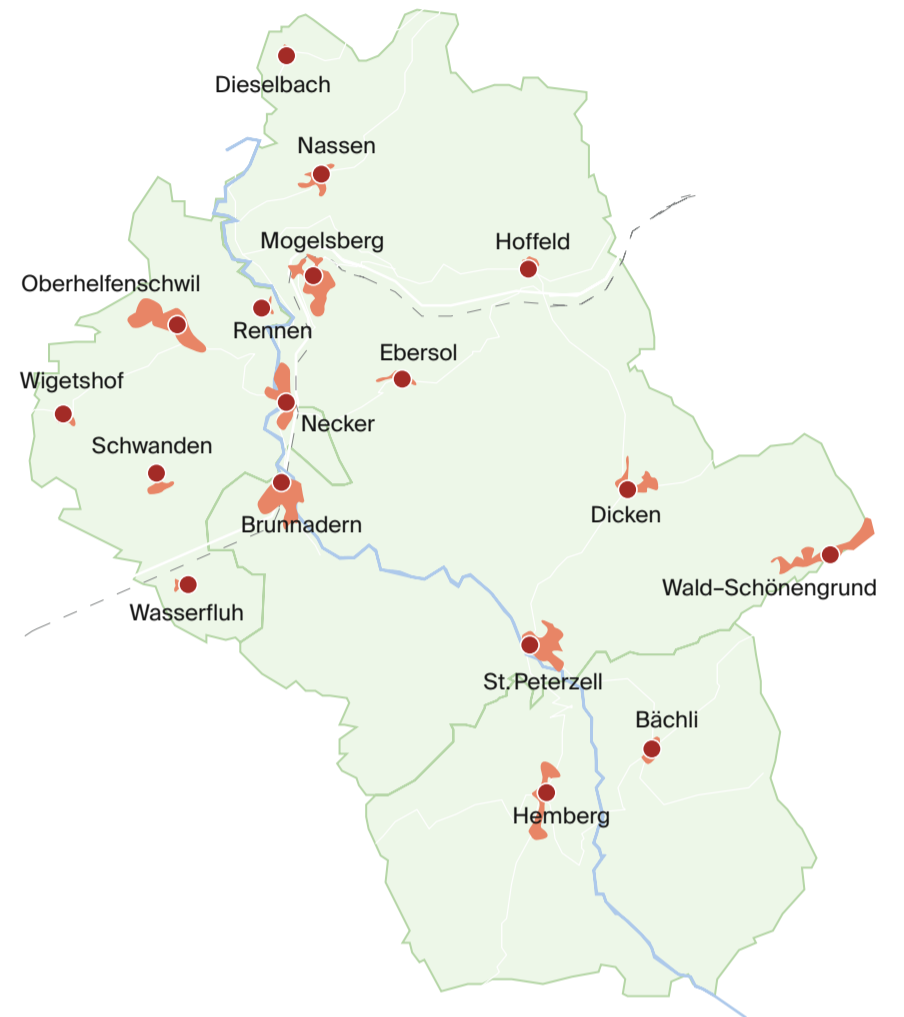 Dieselbach
Nassen
Mogelsberg
Hoffeld
Oberhelfenschwil
Rennen
Ebersol
Wigetshof
Necker
Schwanden
Dicken
Brunnadern
Wald–Schönengrund
Wasserfluh
St. Peterzell
Bächli
Hemberg